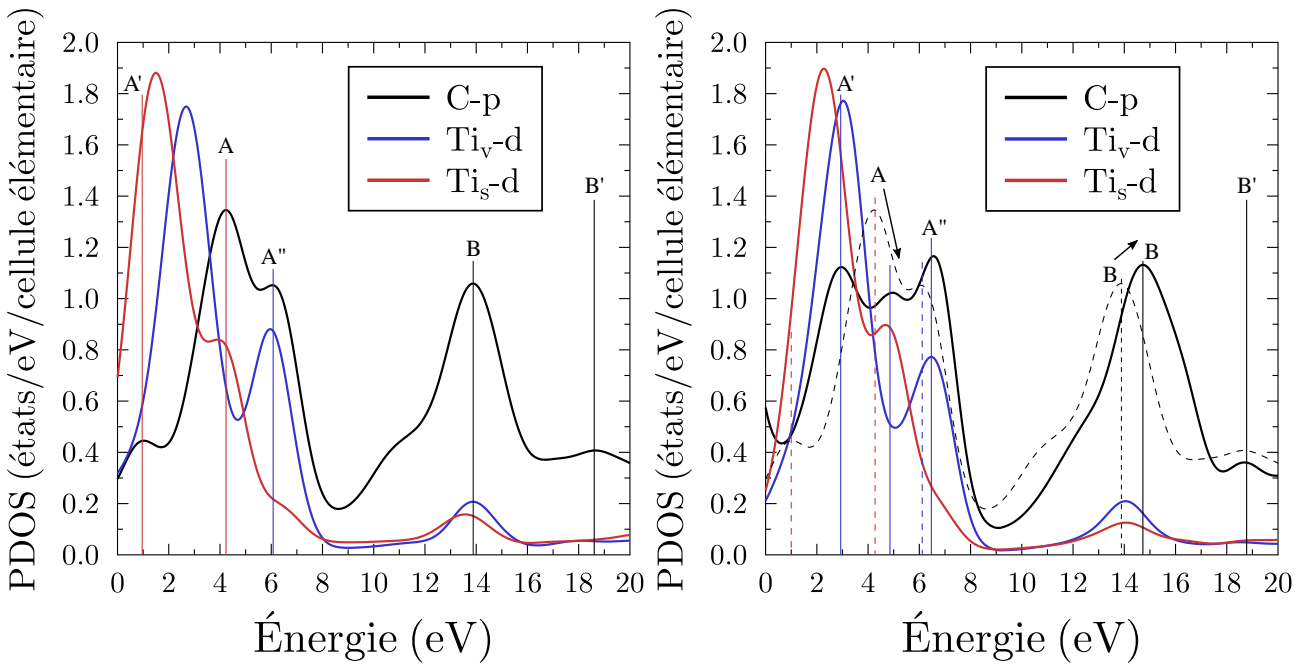 PDOS (états/eV/cellule élémentaire)
2.0
1.8
1.6
1.4
1.2
1.0
0.8
0.6
0.4
0.2
0.0
A'
A
A"
B
B'
C-p
Tiv-d
Tis-d
0 2 4 6 8 10 12 14 16 18 20
Énergie (eV)
PDOS (états/eV/cellule élémentaire)
2.0
1.8
1.6
1.4
1.2
1.0
0.8
0.6
0.4
0.2
0.0
A'
A
A"
B
B
B'
C-p
Tiv-d
Tis-d
0 2 4 6 8 10 12 14 16 18 20
Énergie (eV)